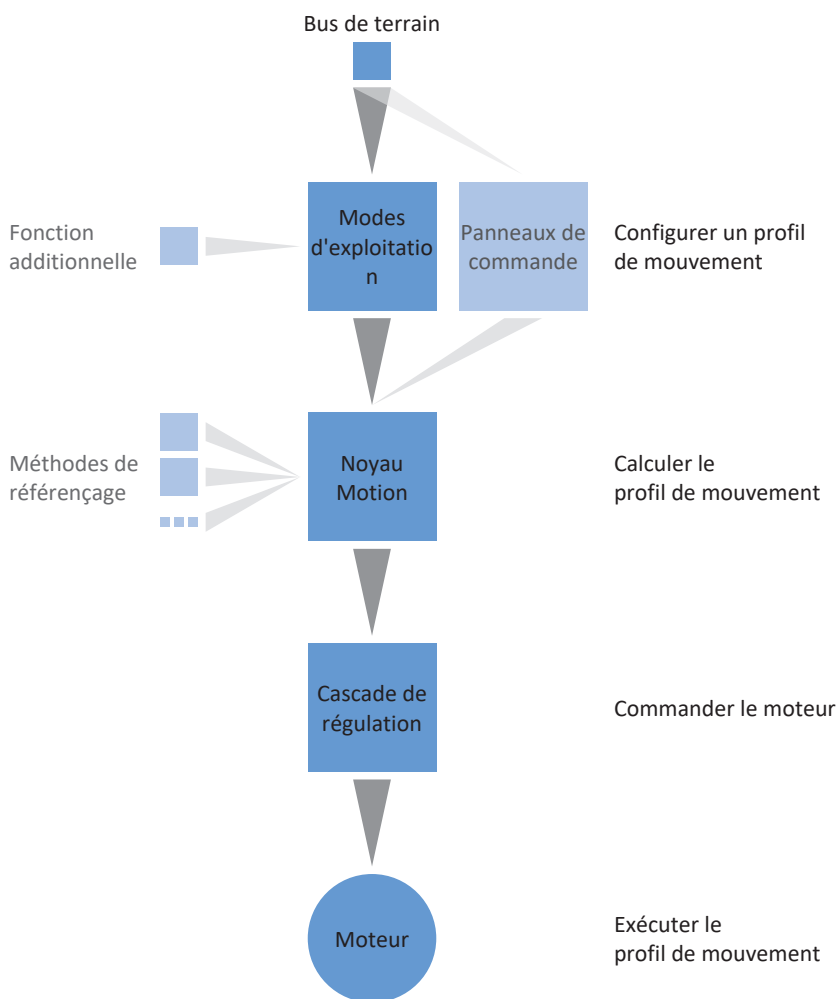 Bus de terrain
Fonction
additionnelle
Modes
d'exploitatio
n
Panneaux de
commande
Configurer un profil
de mouvement
Méthodes de
référençage
Noyau
Motion
Calculer le
profil de mouvement
Cascade de
régulation
Commander le moteur
Moteur
Exécuter le
profil de mouvement